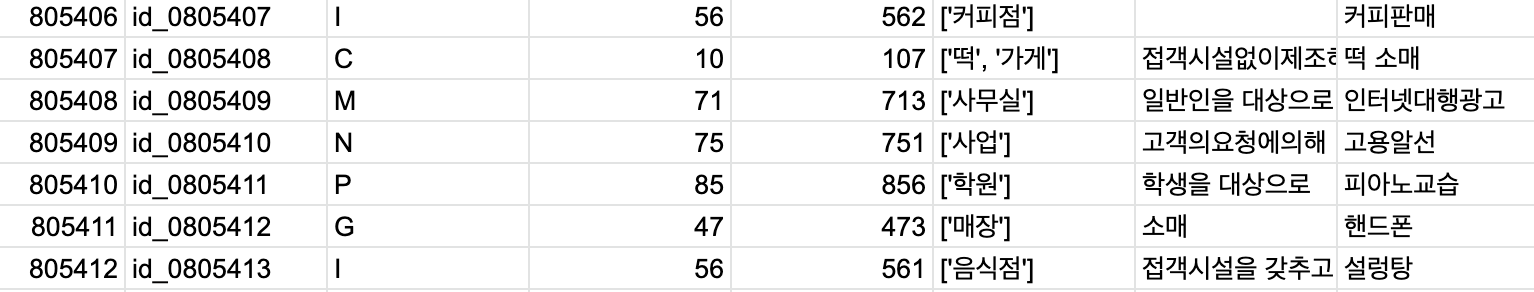 805406 id_0805407 I 56 562 ['커피점'] 커피판매
805407 id_0805408 C 10 107 ['떡', '가게'] 접객시설없이제조하 떡 소매
805408 id_0805409 M 71 713 ['사무실'] 일반인을 대상으로 인터넷대행광고
805409 id_0805410 N 75 751 ['사업'] 고객의요청에의해 고용알선
805410 id_0805411 P 85 856 ['학원'] 학생을 대상으로 피아노교습
805411 id_0805412 G 47 473 ['매장'] 소매 핸드폰
805412 id_0805413 I 56 561 ['음식점'] 접객시설을 갖추고 설렁탕